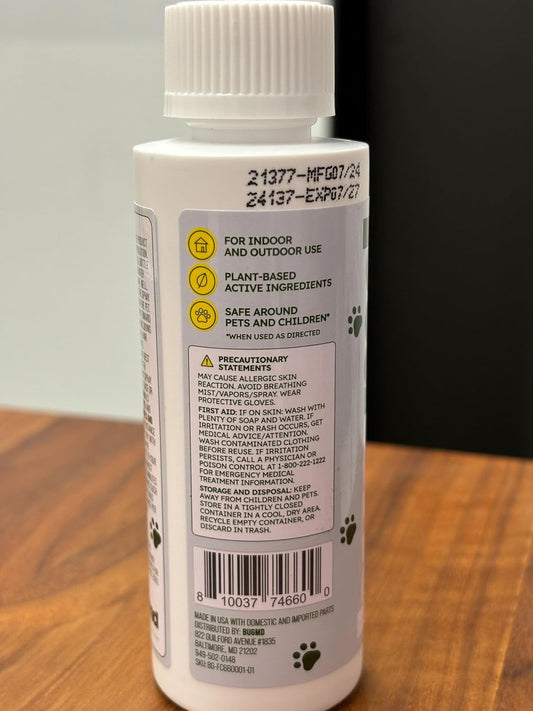 21377-MFG07/24
24137-EXP07/27
FOR INDOOR
AND OUTDOOR USE
PLANT-BASED
ACTIVE INGREDIENTS
SAFE AROUND
PETS AND CHILDREN*
*WHEN USED AS DIRECTED
PRECAUTIONARY
STATEMENTS
MAY CAUSE ALLERGIC SKIN
REACTION. AVOID BREATHING
MIST/VAPORS/SPRAY. WEAR
PROTECTIVE GLOVES.
FIRST AID: IF ON SKIN: WASH WITH
PLENTY OF SOAP AND WATER. IF
IRRITATION OR RASH OCCURS, GET
MEDICAL ADVICE/ATTENTION.
WASH CONTAMINATED CLOTHING
BEFORE REUSE. IF IRRITATION
PERSISTS, CALL A PHYSICIAN OR
POISON CONTROL AT 1-800-222-1222
FOR EMERGENCY MEDICAL
TREATMENT INFORMATION.
STORAGE AND DISPOSAL: KEEP
AWAY FROM CHILDREN AND PETS.
STORE IN A TIGHTLY CLOSED
CONTAINER IN A COOL, DRY AREA.
RECYCLE EMPTY CONTAINER, OR
DISCARD IN TRASH.
8 10037 74660 0
MADE IN USA WITH DOMESTIC AND IMPORTED PARTS
DISTRIBUTED BY: BUGMD
822 GUILFORD AVENUE #1835
BALTIMORE, MD 21202
949-502-0148
SKU: BG-FC660001-01